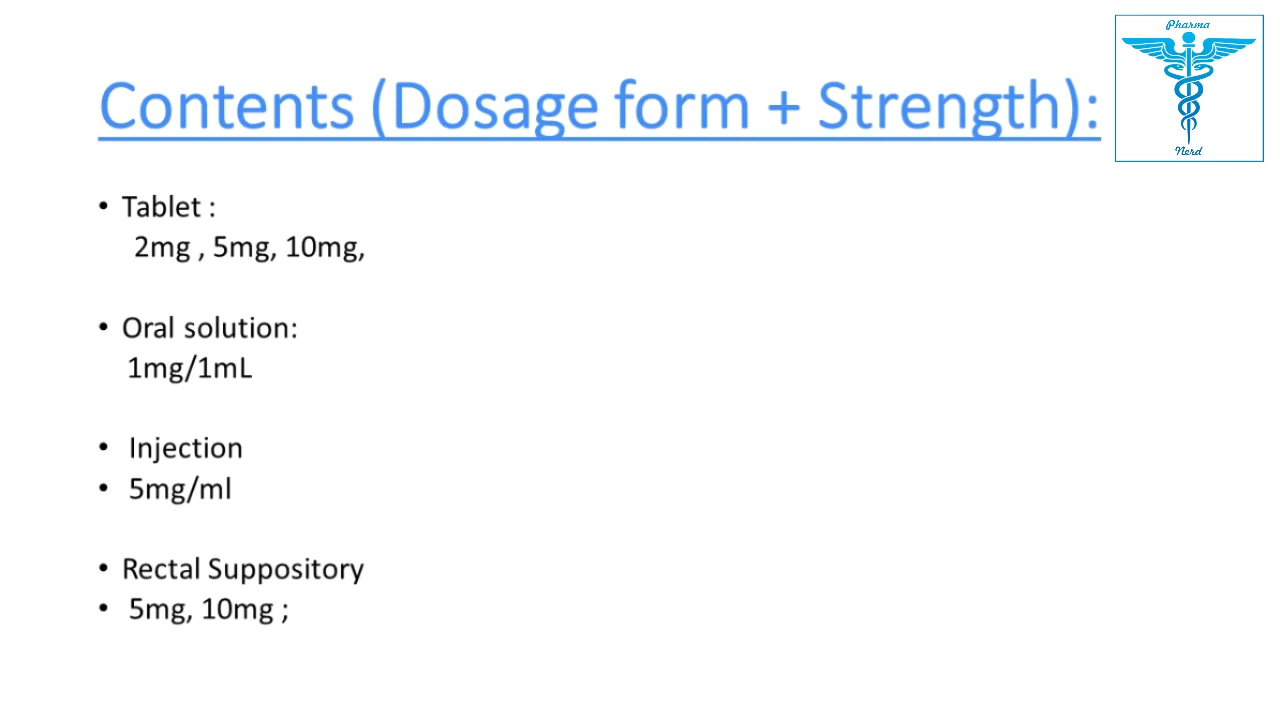 Pharma
Contents (Dosage form + Strength):
Nerd
• Tablet :
2mg , 5mg, 10mg,
• Oral solution:
1mg/1mL
• Injection
• 5mg/ml
• Rectal Suppository
• 5mg, 10mg ;